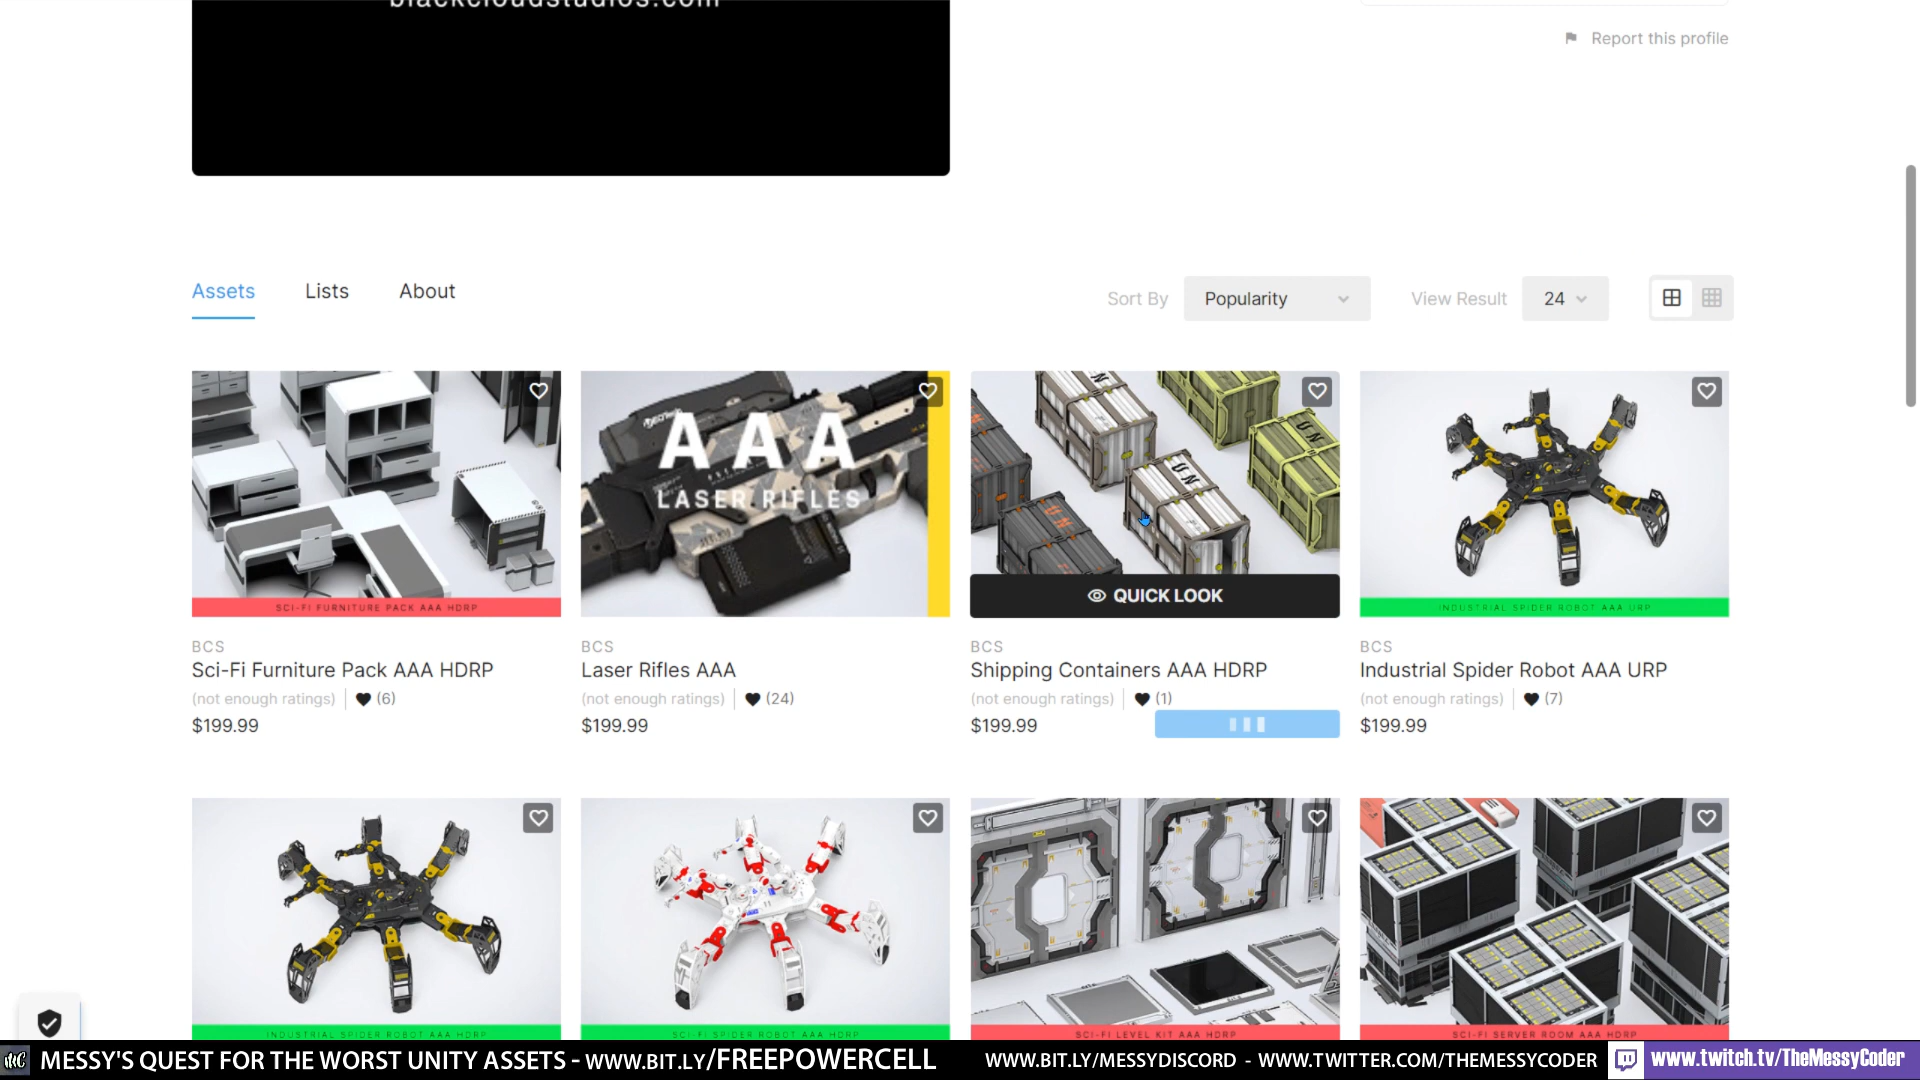 blackcloudstudios.com
Report this profile
Assets
Lists
About
Sort By
Popularity
View Result
24
AAA
LASER RIFLES
UN
UN
UN
QUICK LOOK
SCI-FI FURNITURE PACK AAA HDRP
INDUSTRIAL SPIDER ROBOT AAA URP
BCS
Sci-Fi Furniture Pack AAA HDRP
(not enough ratings)
(6)
$199.99
BCS
Laser Rifles AAA
(not enough ratings)
(24)
$199.99
BCS
Shipping Containers AAA HDRP
(not enough ratings)
(1)
$199.99
BCS
Industrial Spider Robot AAA URP
(not enough ratings)
(7)
$199.99
INDUSTRIAL SPIDER ROBOT AAA HDRP
SCI-FI SPIDER ROBOT AAA HDRP
SCI-FI LEVEL KIT AAA HDRP
SCI-FI SERVER ROOM AAA HDRP
MESSY'S QUEST FOR THE WORST UNITY ASSETS - WWW.BIT.LY/FREEPOWERCELL
WWW.BIT.LY/MESSYDISCORD - WWW.TWITTER.COM/THEMESSYCODER
www.twitch.tv/TheMessyCoder